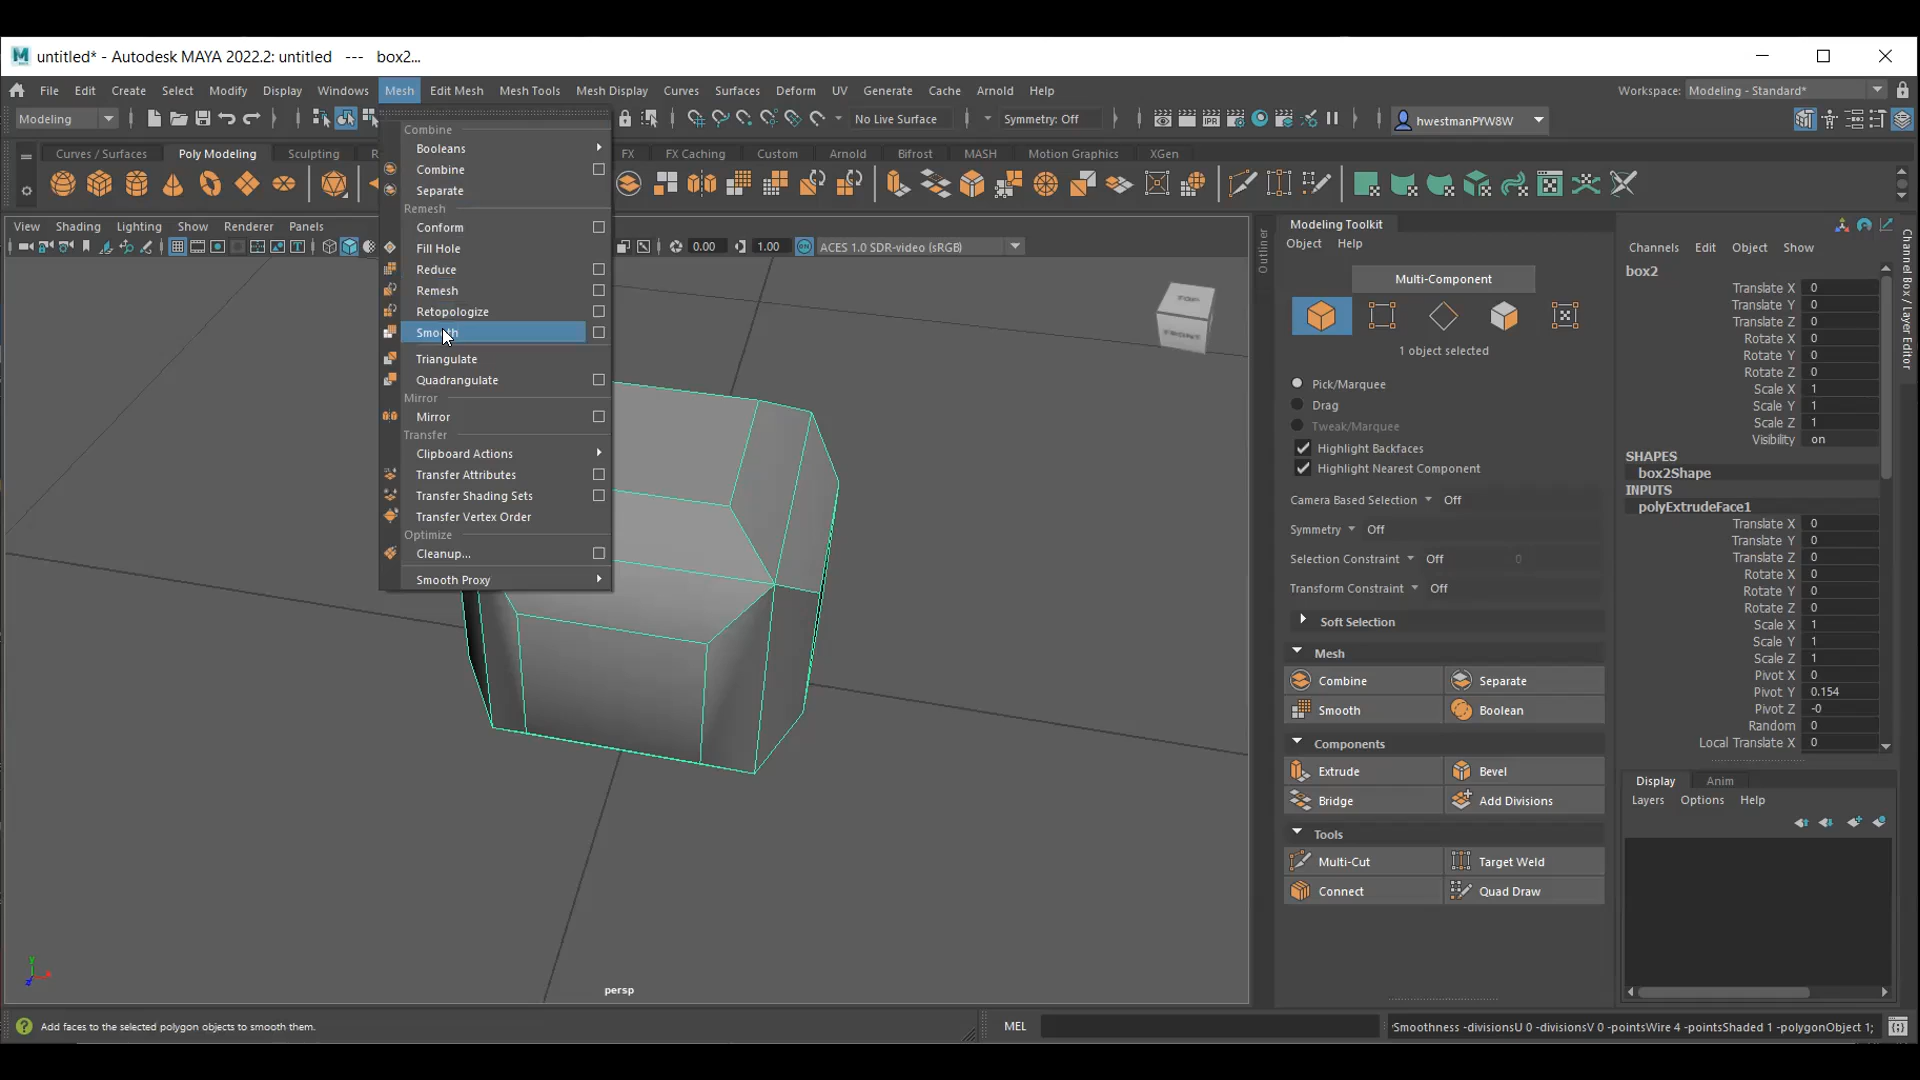 untitled* - Autodesk MAYA 2022.2: untitled   ---   box2...
File Edit Create Select Modify Display Windows Mesh Edit Mesh Mesh Tools Mesh Display Curves Surfaces Deform UV Generate Cache Arnold Help
Workspace: Modeling - Standard*
Modeling
No Live Surface
Symmetry: Off
hwestmanPYW8W
Curves / Surfaces Poly Modeling Sculpting FX FX Caching Custom Arnold Bifrost MASH Motion Graphics XGen
View Shading Lighting Show Renderer Panels
0.00 1.00 ACES 1.0 SDR-video (sRGB)
Combine
Booleans
Combine
Separate
Remesh
Conform
Fill Hole
Reduce
Remesh
Retopologize
Smooth
Triangulate
Quadrangulate
Mirror
Mirror
Transfer
Clipboard Actions
Transfer Attributes
Transfer Shading Sets
Transfer Vertex Order
Optimize
Cleanup...
Smooth Proxy
TOP
FRONT
persp
Outliner
Modeling Toolkit
Object Help
Multi-Component
1 object selected
Pick/Marquee
Drag
Tweak/Marquee
Highlight Backfaces
Highlight Nearest Component
Camera Based Selection Off
Symmetry Off
Selection Constraint Off 0
Transform Constraint Off
Soft Selection
Mesh
Combine Separate
Smooth Boolean
Components
Extrude Bevel
Bridge Add Divisions
Tools
Multi-Cut Target Weld
Connect Quad Draw
Channels Edit Object Show
box2
Translate X 0
Translate Y 0
Translate Z 0
Rotate X 0
Rotate Y 0
Rotate Z 0
Scale X 1
Scale Y 1
Scale Z 1
Visibility on
SHAPES
box2Shape
INPUTS
polyExtrudeFace1
Translate X 0
Translate Y 0
Translate Z 0
Rotate X 0
Rotate Y 0
Rotate Z 0
Scale X 1
Scale Y 1
Scale Z 1
Pivot X 0
Pivot Y 0.154
Pivot Z -0
Random 0
Local Translate X 0
Display Anim
Layers Options Help
Channel Box / Layer Editor
Add faces to the selected polygon objects to smooth them.
MEL
Smoothness -divisionsU 0 -divisionsV 0 -pointsWire 4 -pointsShaded 1 -polygonObject 1;